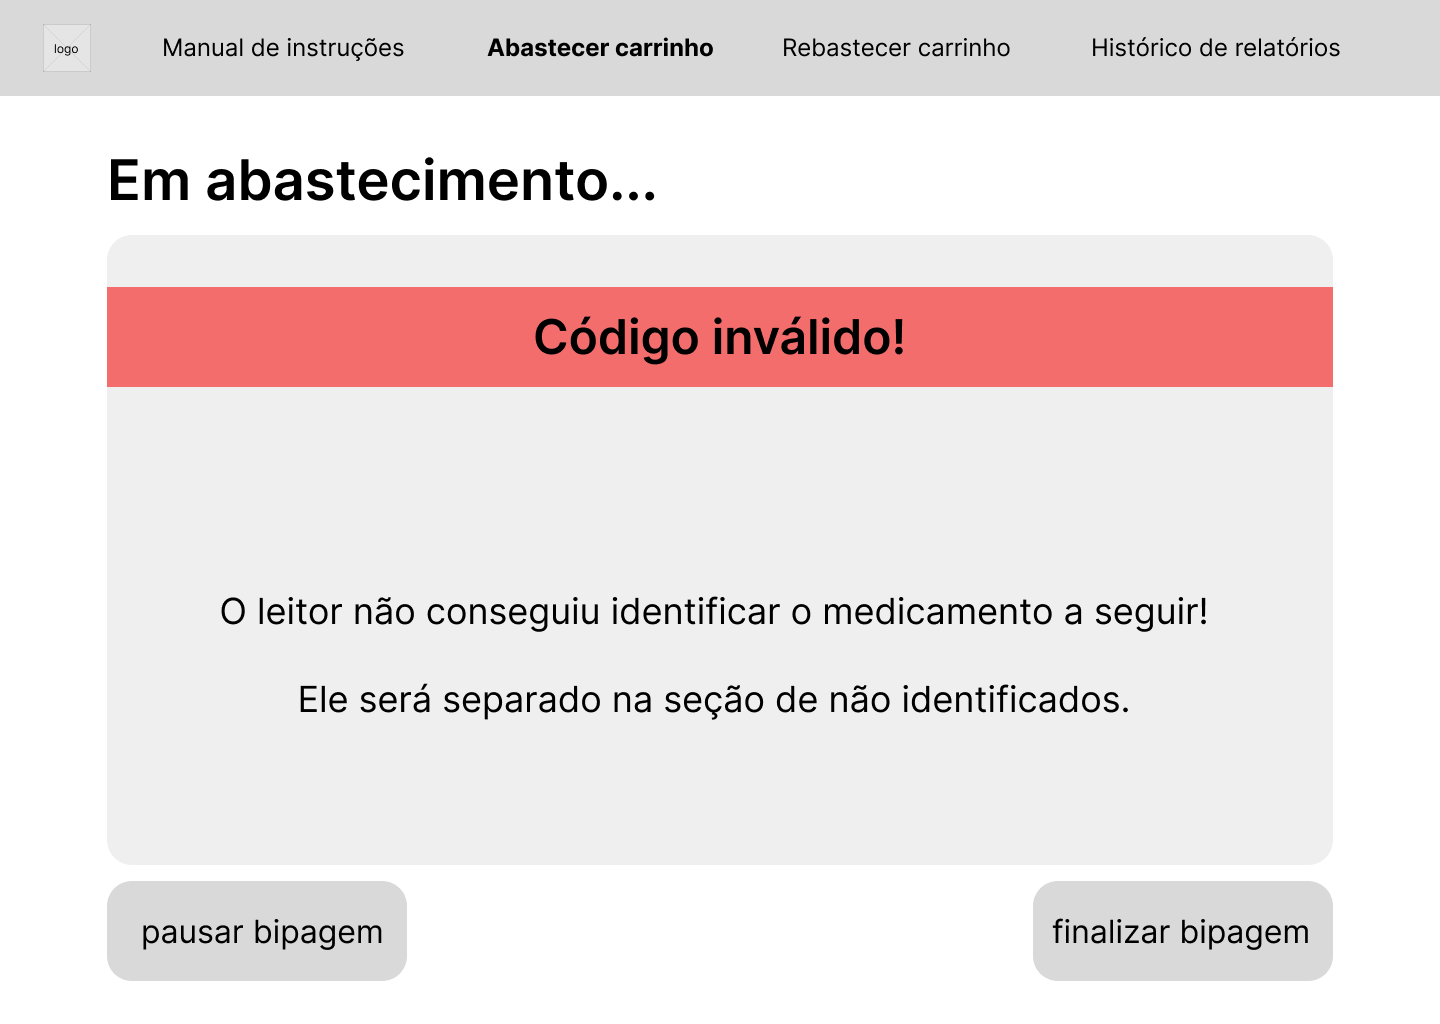 logo
Manual de instruções
Abastecer carrinho
Rebastecer carrinho
Histórico de relatórios
Em abastecimento...
Código inválido!
O leitor não conseguiu identificar o medicamento a seguir!
Ele será separado na seção de não identificados.
pausar bipagem
finalizar bipagem